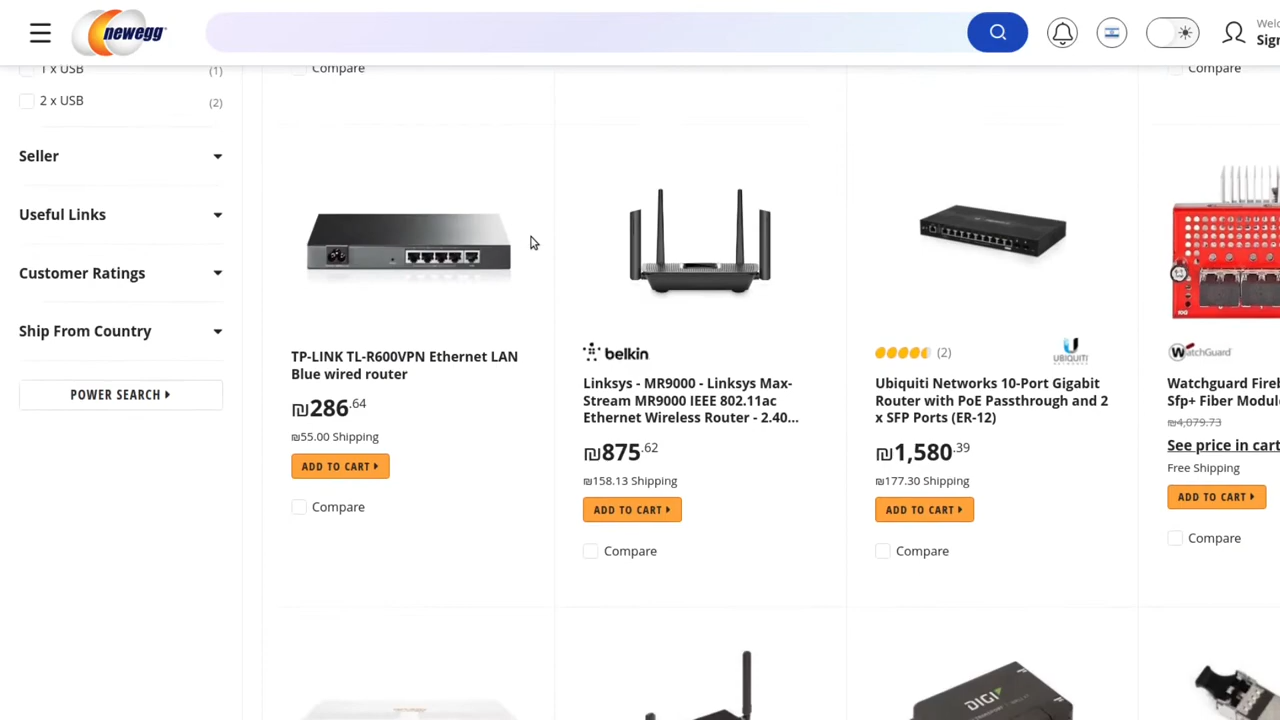 newegg
Welc
Sign
1 x USB
(1)
2 x USB
(2)
Seller
Useful Links
Customer Ratings
Ship From Country
POWER SEARCH
Compare
Compare
TP-LINK TL-R600VPN Ethernet LAN
Blue wired router
₪286.64
₪55.00 Shipping
ADD TO CART
Compare
belkin
Linksys - MR9000 - Linksys Max-
Stream MR9000 IEEE 802.11ac
Ethernet Wireless Router - 2.40...
₪875.62
₪158.13 Shipping
ADD TO CART
Compare
(2)
UBIQUITI
Ubiquiti Networks 10-Port Gigabit
Router with PoE Passthrough and 2
x SFP Ports (ER-12)
₪1,580.39
₪177.30 Shipping
ADD TO CART
Compare
WatchGuard
Watchguard Fireb
Sfp+ Fiber Modul
₪4,079.73
See price in cart
Free Shipping
ADD TO CART
Compare
DIGI